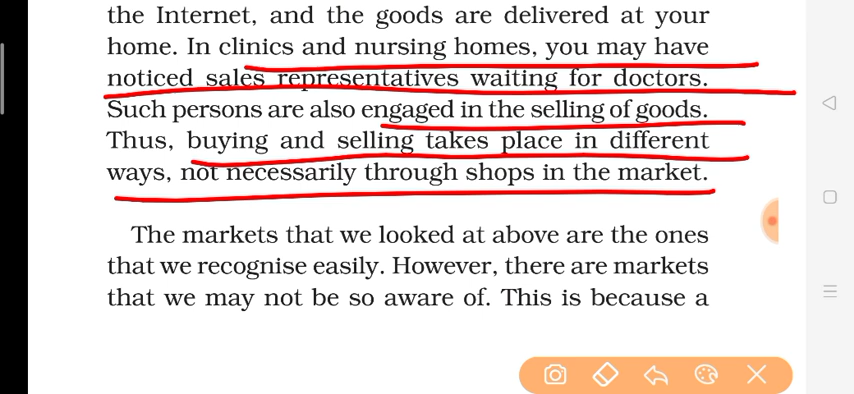 the Internet, and the goods are delivered at your
home. In clinics and nursing homes, you may have
noticed sales representatives waiting for doctors.
Such persons are also engaged in the selling of goods.
Thus, buying and selling takes place in different
ways, not necessarily through shops in the market.
The markets that we looked at above are the ones
that we recognise easily. However, there are markets
that we may not be so aware of. This is because a